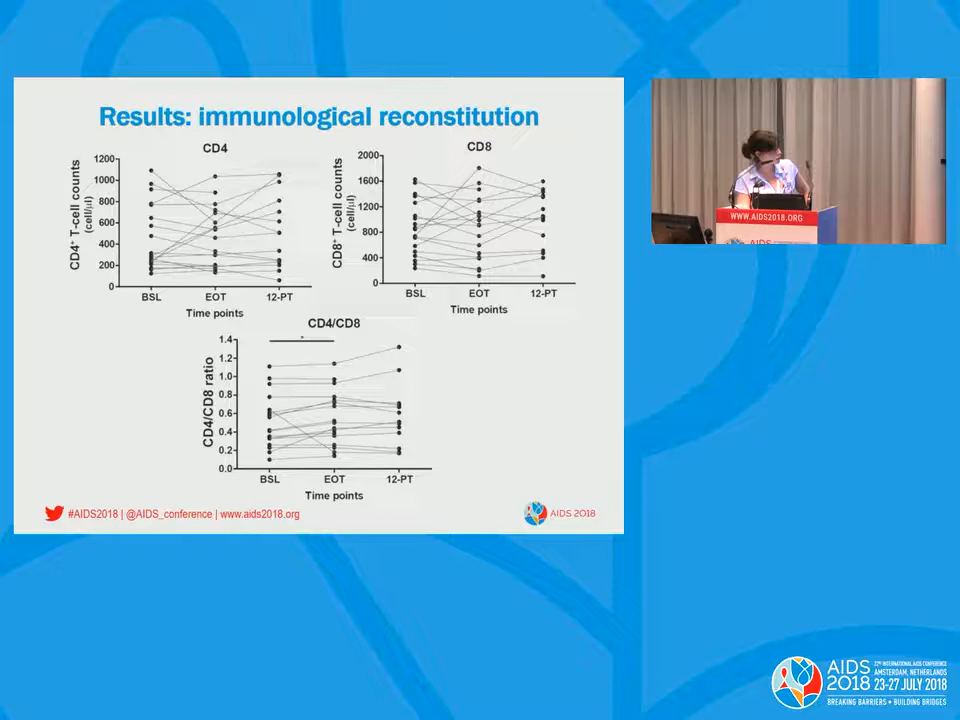 Results: immunological reconstitution
CD4
CD4+ T-cell counts
(cell/µl)
1200
1000
800
600
400
200
0
BSL EOT 12-PT
Time points
CD8
CD8+ T-cell counts
(cell/µl)
2000
1600
1200
800
400
0
BSL EOT 12-PT
Time points
CD4/CD8
CD4/CD8 ratio
1.4
1.2
1.0
0.8
0.6
0.4
0.2
0.0
*
BSL EOT 12-PT
Time points
#AIDS2018 | @AIDS_conference | www.aids2018.org
AIDS 2018
WWW.AIDS2018.ORG
AIDS
AIDS
2018
22ND INTERNATIONAL AIDS CONFERENCE
AMSTERDAM, NETHERLANDS
23-27 JULY 2018
BREAKING BARRIERS • BUILDING BRIDGES